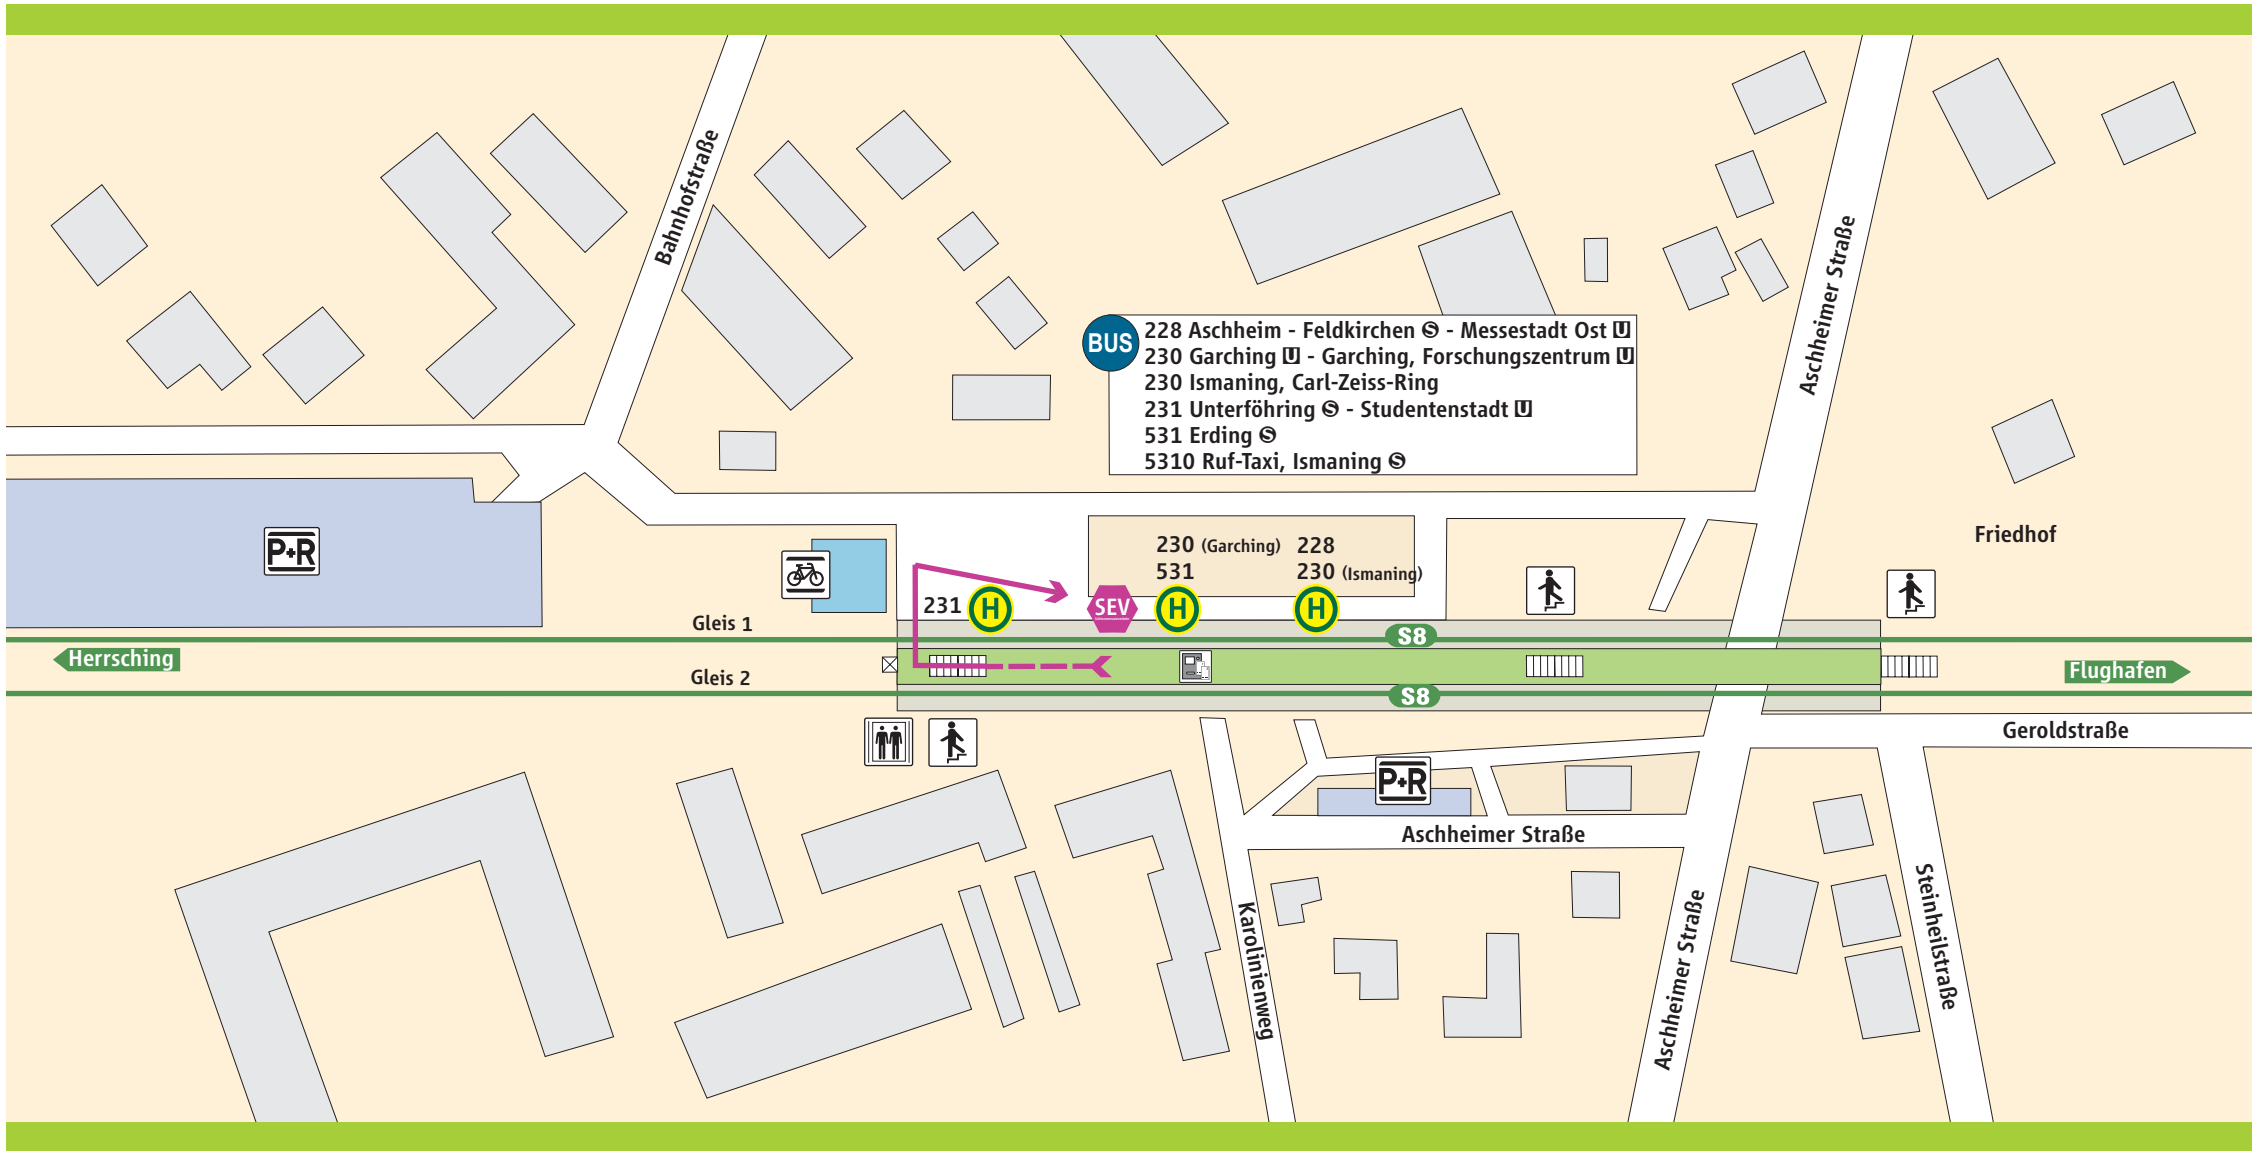 Bahnhofstraße
Aschheimer Straße
BUS
228 Aschheim - Feldkirchen S - Messestadt Ost U
230 Garching U - Garching, Forschungszentrum U
230 Ismaning, Carl-Zeiss-Ring
231 Unterföhring S - Studentenstadt U
531 Erding S
5310 Ruf-Taxi, Ismaning S
P+R
Friedhof
230 (Garching) 228
531 230 (Ismaning)
231 H SEV H H
Gleis 1
S8
Herrsching
Flughafen
Gleis 2
S8
Geroldstraße
P+R
Aschheimer Straße
Karolinienweg
Aschheimer Straße
Steinheilstraße